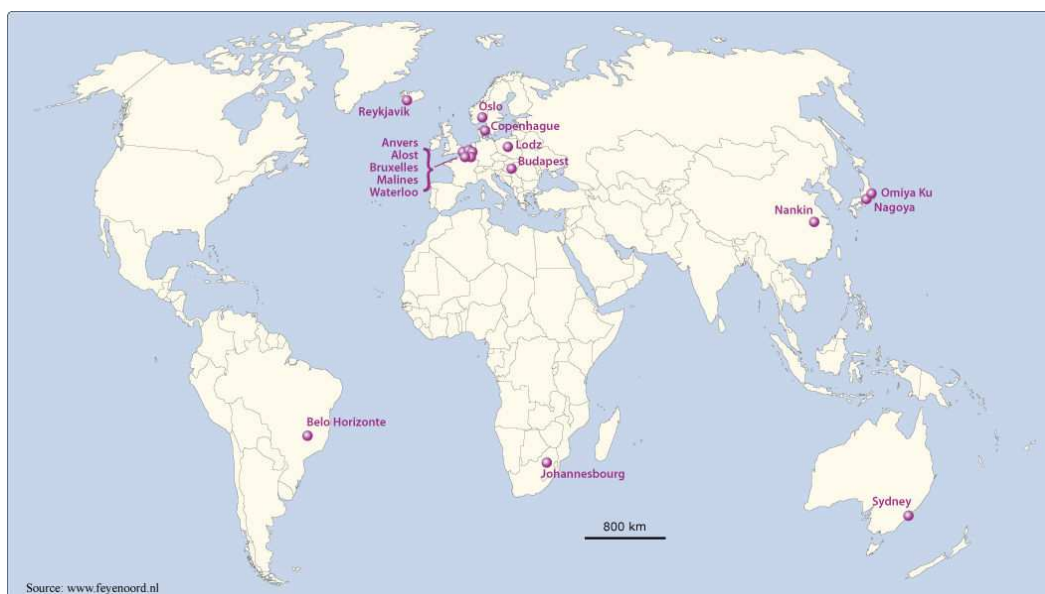 Reykjavik
Oslo
Copenhague
Anvers
Alost
Bruxelles
Malines
Waterloo
Lodz
Budapest
Omiya Ku
Nagoya
Nankin
Belo Horizonte
Johannesbourg
Sydney
800 km
Source: www.feyenoord.nl